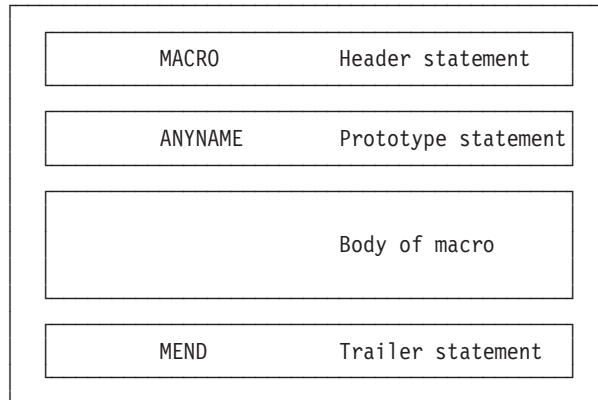 MACRO Header statement
ANYNAME Prototype statement
Body of macro
MEND Trailer statement